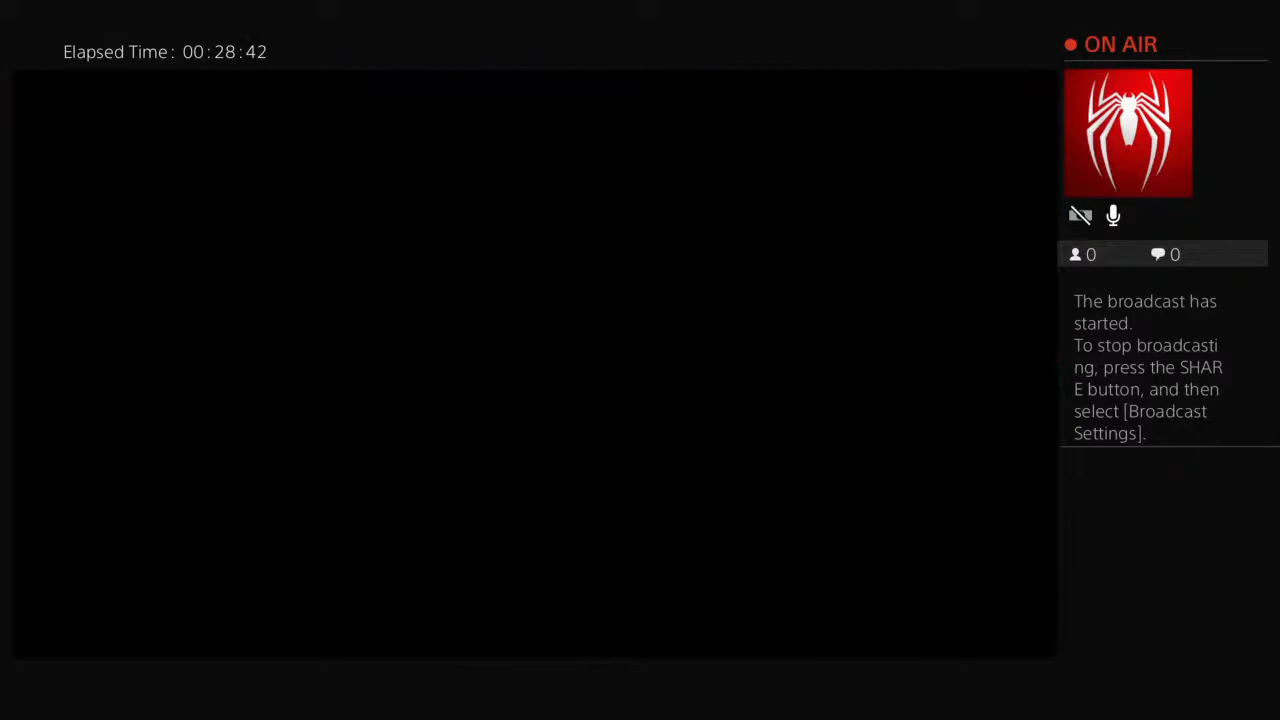 Elapsed Time: 00:28:42
ON AIR
0 0
The broadcast has
started.
To stop broadcasti
ng, press the SHAR
E button, and then
select [Broadcast
Settings].